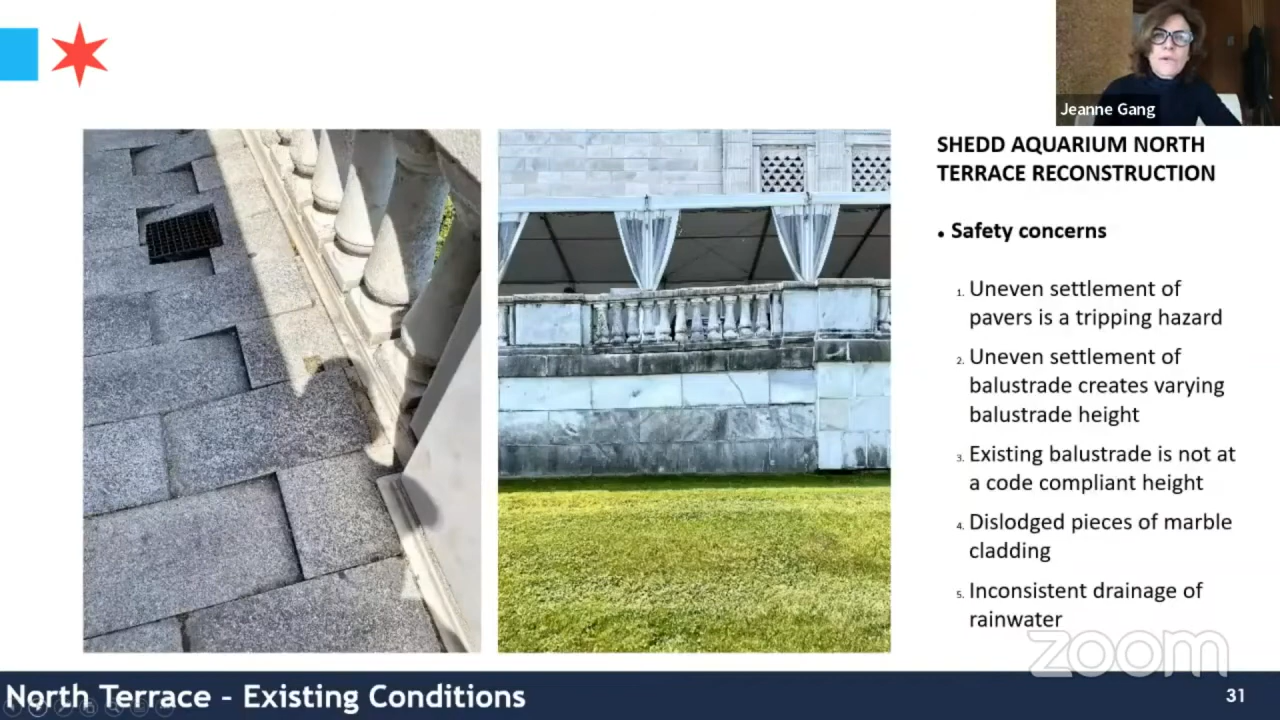 Jeanne Gang
SHEDD AQUARIUM NORTH
TERRACE RECONSTRUCTION
• Safety concerns
1. Uneven settlement of
pavers is a tripping hazard
2. Uneven settlement of
balustrade creates varying
balustrade height
3. Existing balustrade is not at
a code compliant height
4. Dislodged pieces of marble
cladding
5. Inconsistent drainage of
rainwater
zoom
North Terrace – Existing Conditions
31